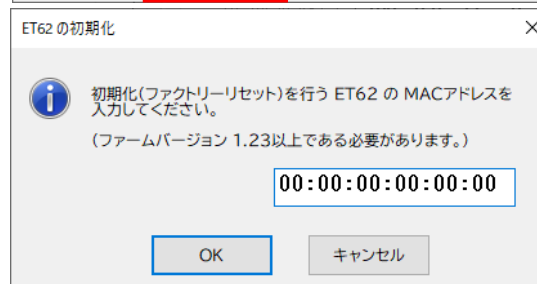 ET62 の初期化
初期化(ファクトリーリセット)を行う ET62 の MACアドレスを
入力してください。
(ファームバージョン 1.23以上である必要があります。)
00:00:00:00:00:00
OK
キャンセル